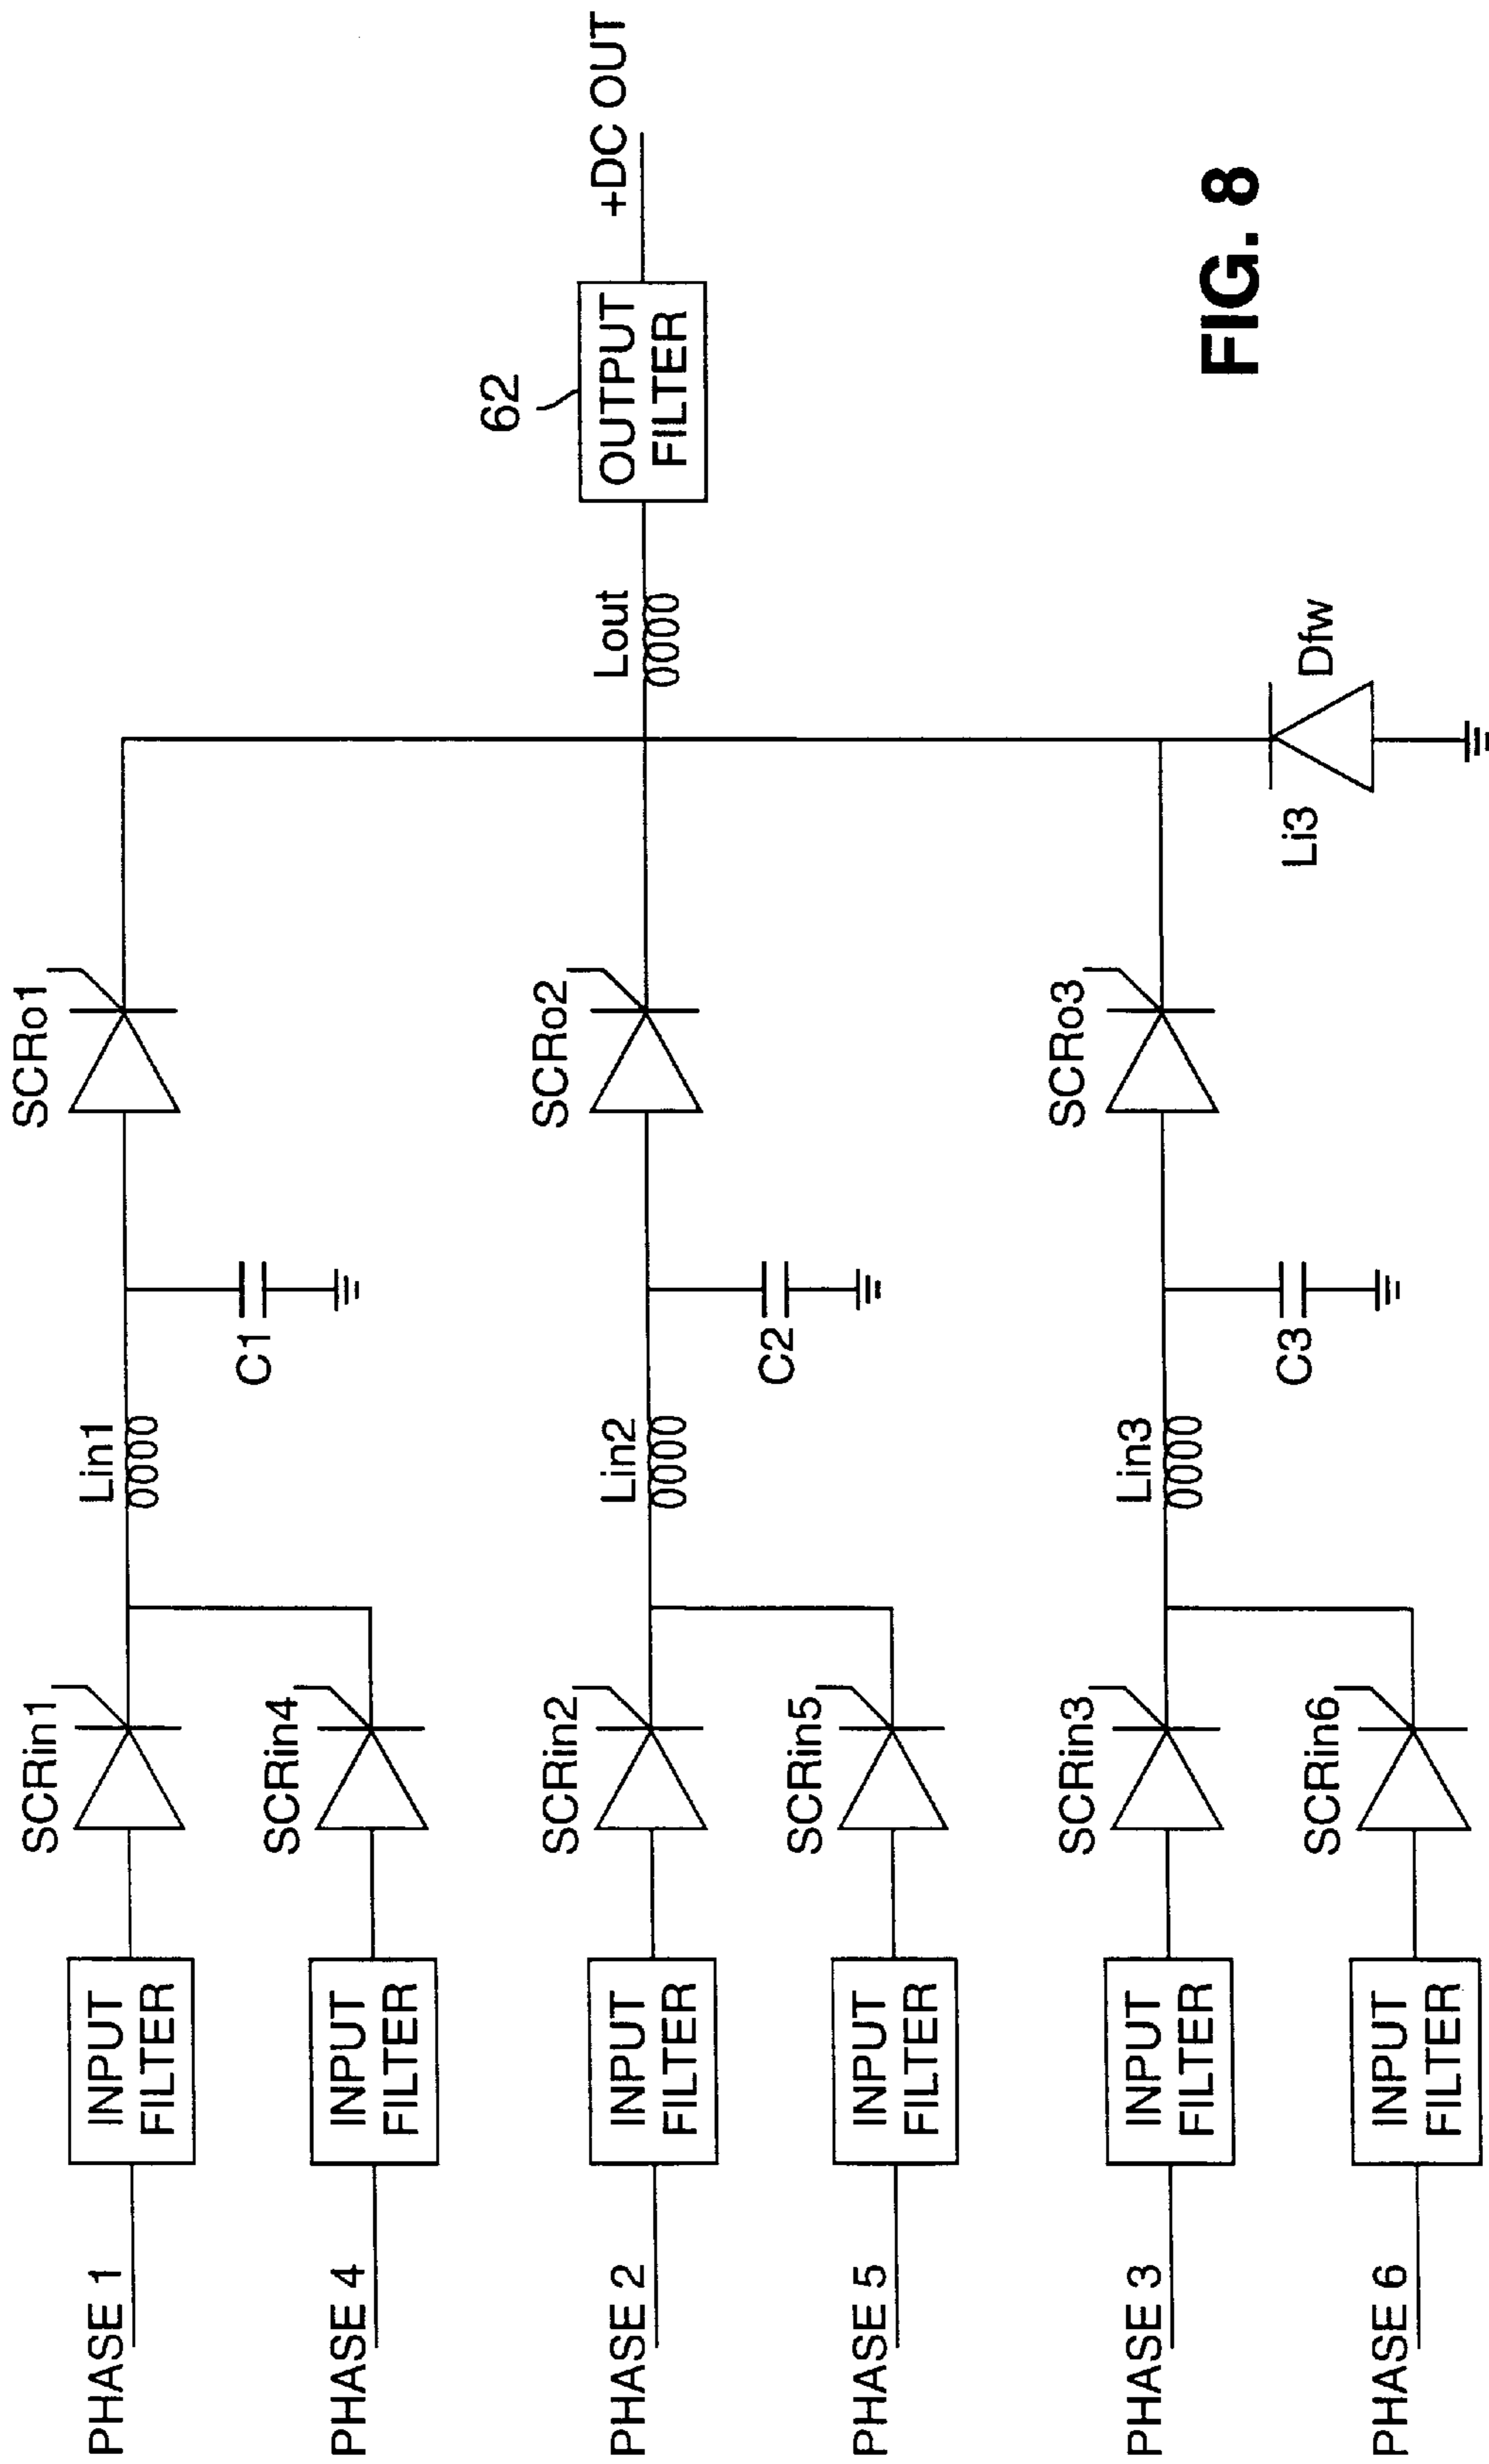 PHASE 1
INPUT
FILTER
SCRin1
Lin1
C1
SCRo1
PHASE 4
INPUT
FILTER
SCRin4
PHASE 2
INPUT
FILTER
SCRin2
Lin2
C2
SCRo2
Lout
62
OUTPUT
FILTER
+DC OUT
PHASE 5
INPUT
FILTER
SCRin5
PHASE 3
INPUT
FILTER
SCRin3
Lin3
C3
SCRo3
Li3
Dfw
PHASE 6
INPUT
FILTER
SCRin6
FIG. 8